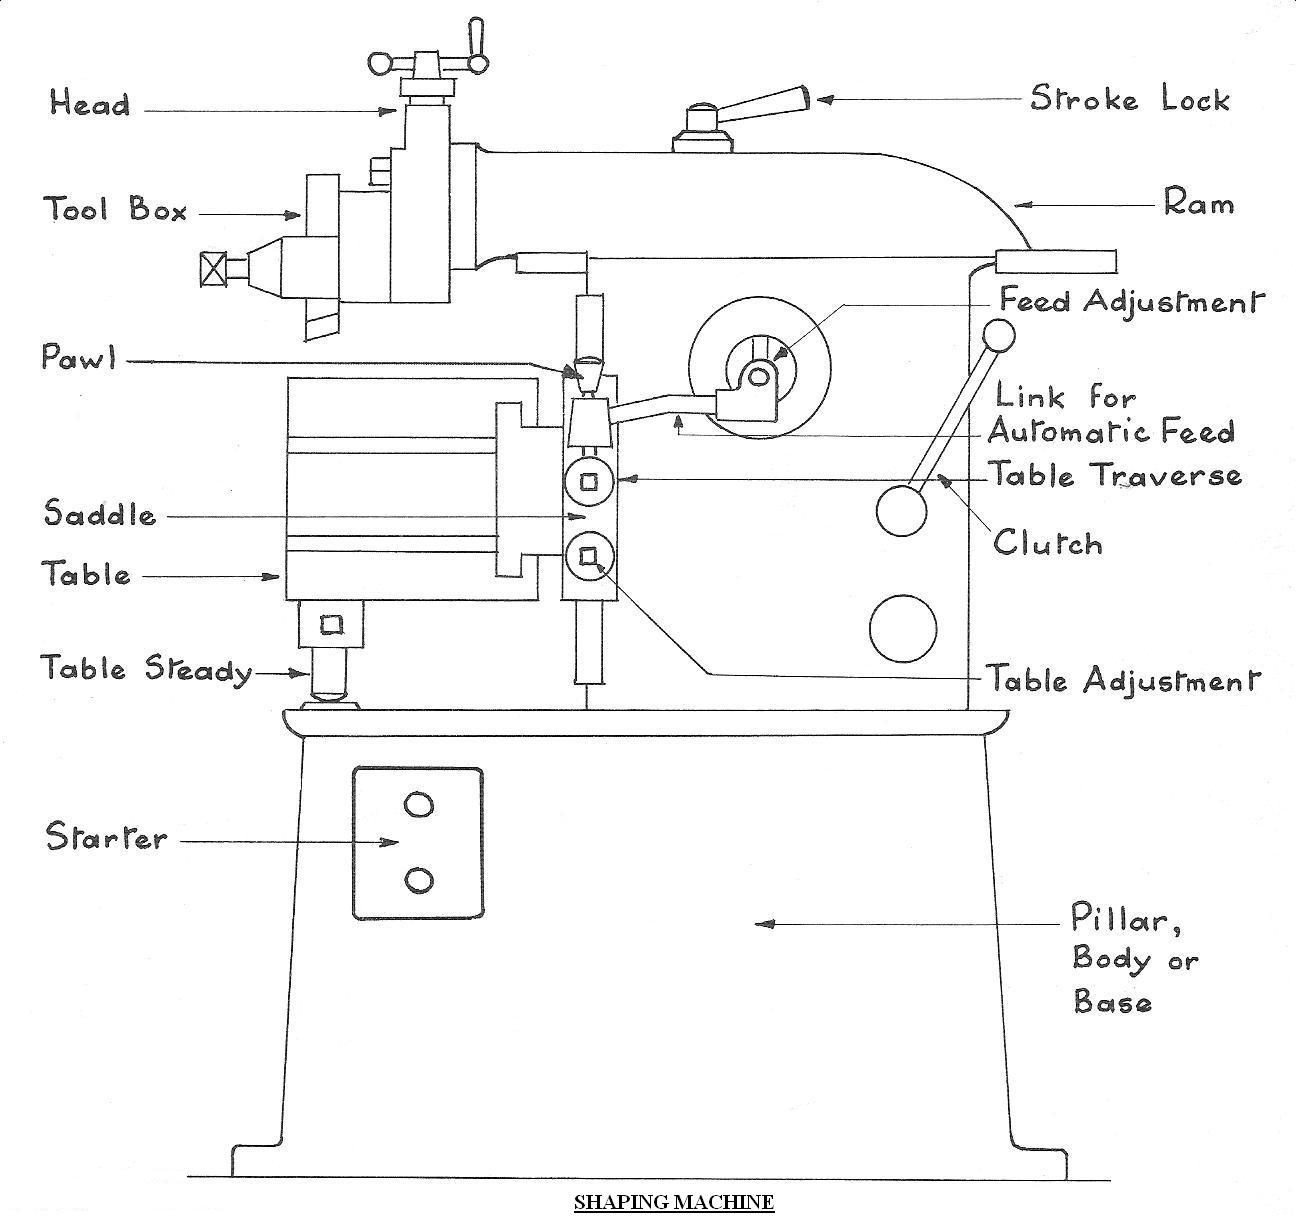 Head
Stroke Lock
Tool Box
Ram
Feed Adjustment
Pawl
Link for
Automatic Feed
Table Traverse
Saddle
Clutch
Table
Table Steady
Table Adjustment
Starter
Pillar,
Body or
Base
SHAPING MACHINE